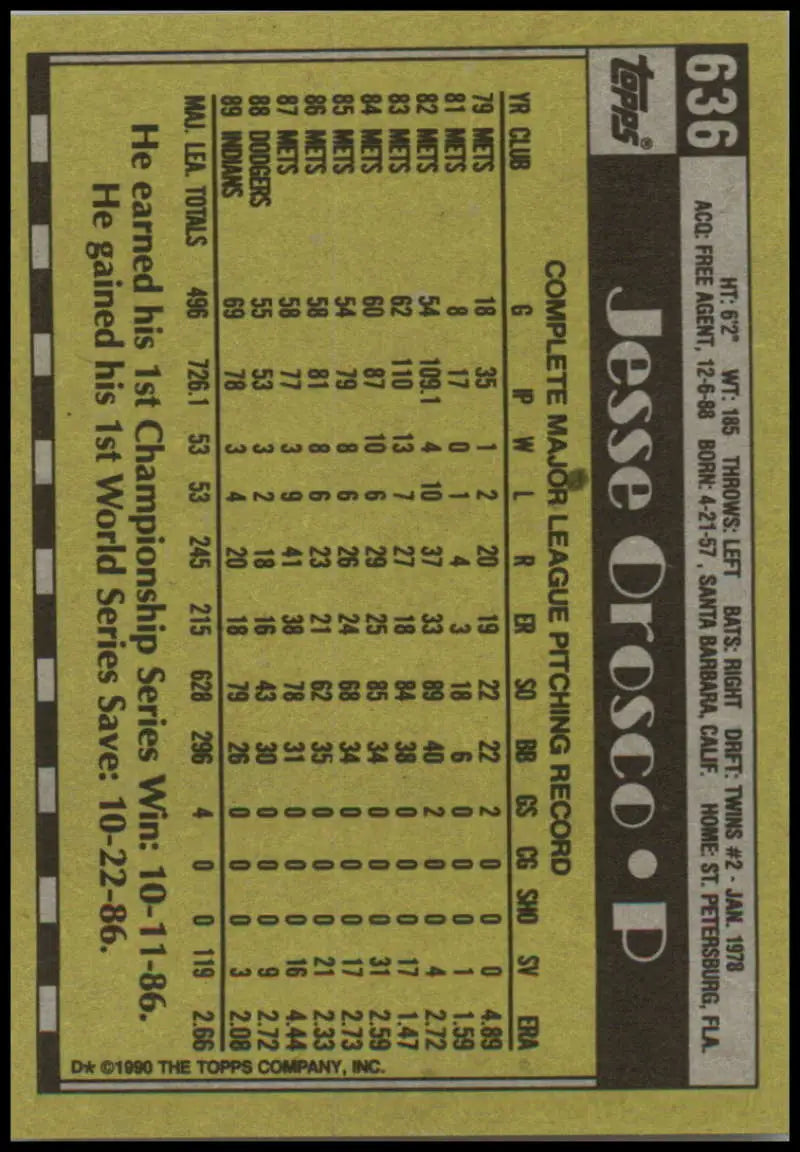 636
HT: 6'2" WT: 185 THROWS: LEFT BATS: RIGHT DRFT: TWINS #2 - JAN. 1978
ACQ: FREE AGENT, 12-6-88 BORN: 4-21-57, SANTA BARBARA, CALIF. HOME: ST. PETERSBURG, FLA.
TOPPS®
Jesse Orosco • P
COMPLETE MAJOR LEAGUE PITCHING RECORD
YR CLUB G IP W L R ER SO BB GS CG SHO SV ERA
79 METS 18 35 1 2 20 19 22 22 2 0 0 0 4.89
81 METS 8 17 0 1 4 3 18 6 0 0 0 1 1.59
82 METS 54 109.1 4 10 37 33 89 40 2 0 0 4 2.72
83 METS 62 110 13 7 27 18 84 38 0 0 0 17 1.47
84 METS 60 87 10 6 29 25 85 34 0 0 0 31 2.59
85 METS 54 79 8 6 26 24 68 34 0 0 0 17 2.73
86 METS 58 81 8 6 23 21 62 35 0 0 0 21 2.33
87 METS 58 77 3 9 41 38 78 31 0 0 0 16 4.44
88 DODGERS 55 53 3 2 18 16 43 30 0 0 0 9 2.72
89 INDIANS 69 78 3 4 20 18 79 26 0 0 0 3 2.08
MAJ. LEA. TOTALS 496 726.1 53 53 245 215 628 296 4 0 0 119 2.66
He earned his 1st Championship Series Win: 10-11-86.
He gained his 1st World Series Save: 10-22-86.
D* ©1990 THE TOPPS COMPANY, INC.